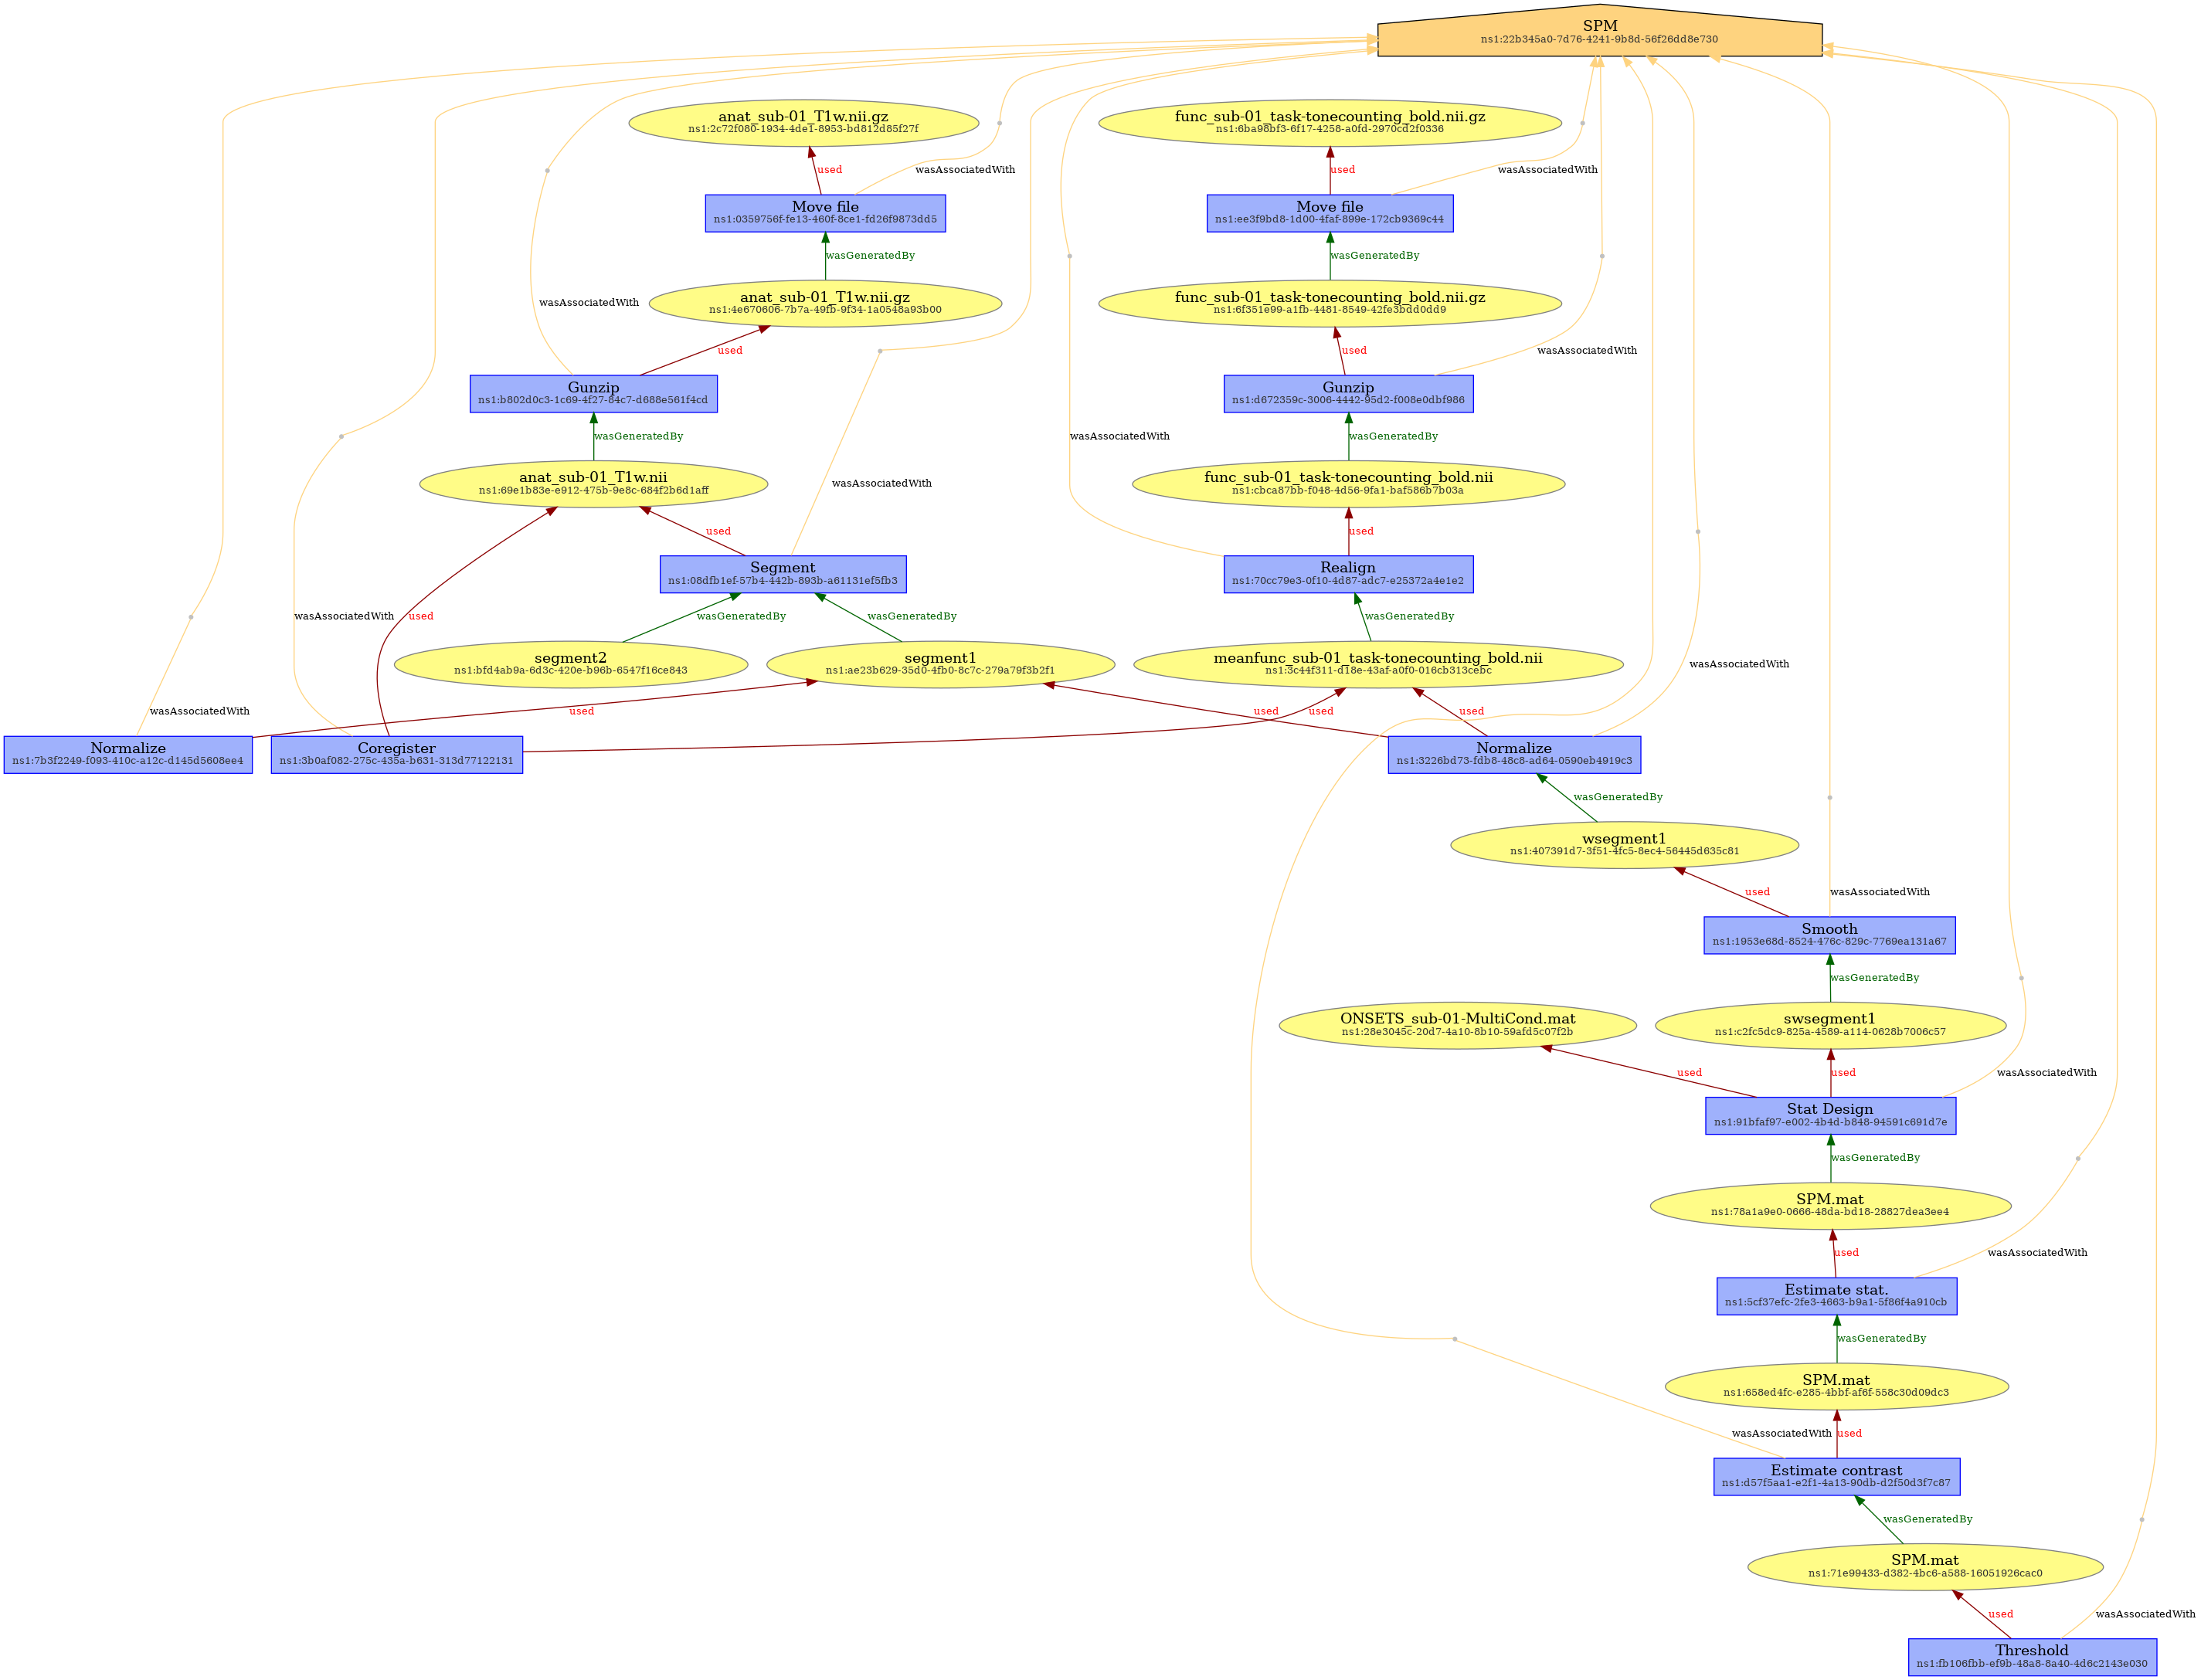 SPM
ns1:22b345a0-7d76-4241-9b8d-56f26dd8e730
anat_sub-01_T1w.nii.gz
ns1:2c72f080-1934-4de1-8953-bd812d85f27f
func_sub-01_task-tonecounting_bold.nii.gz
ns1:6ba98bf3-6f17-4258-a0fd-2970cd2f0336
used
wasAssociatedWith
used
wasAssociatedWith
Move file
ns1:0359756f-fe13-460f-8ce1-fd26f9873dd5
Move file
ns1:ee3f9bd8-1d00-4faf-899e-172cb9369c44
wasGeneratedBy
wasGeneratedBy
anat_sub-01_T1w.nii.gz
ns1:4e670606-7b7a-49fb-9f34-1a0548a93b00
func_sub-01_task-tonecounting_bold.nii.gz
ns1:6f351e99-a1fb-4481-8549-42fe3bdd0dd9
wasAssociatedWith
used
used
wasAssociatedWith
Gunzip
ns1:b802d0c3-1c69-4f27-84c7-d688e561f4cd
Gunzip
ns1:d672359c-3006-4442-95d2-f008e0dbf986
wasGeneratedBy
wasAssociatedWith
wasGeneratedBy
anat_sub-01_T1w.nii
ns1:69e1b83e-e912-475b-9e8c-684f2b6d1aff
wasAssociatedWith
func_sub-01_task-tonecounting_bold.nii
ns1:cbca87bb-f048-4d56-9fa1-baf586b7b03a
used
used
Segment
ns1:08dfb1ef-57b4-442b-893b-a61131ef5fb3
Realign
ns1:70cc79e3-0f10-4d87-adc7-e25372a4e1e2
wasAssociatedWith
used
wasGeneratedBy
wasGeneratedBy
wasGeneratedBy
segment2
ns1:bfd4ab9a-6d3c-420e-b96b-6547f16ce843
segment1
ns1:ae23b629-35d0-4fb0-8c7c-279a79f3b2f1
meanfunc_sub-01_task-tonecounting_bold.nii
ns1:3c44f311-d18e-43af-a0f0-016cb313cebc
wasAssociatedWith
used
used
used
used
wasAssociatedWith
Normalize
ns1:7b3f2249-f093-410c-a12c-d145d5608ee4
Coregister
ns1:3b0af082-275c-435a-b631-313d77122131
Normalize
ns1:3226bd73-fdb8-48c8-ad64-0590eb4919c3
wasGeneratedBy
wsegment1
ns1:407391d7-3f51-4fc5-8ec4-56445d635c81
used
wasAssociatedWith
Smooth
ns1:1953e68d-8524-476c-829c-7769ea131a67
wasGeneratedBy
ONSETS_sub-01-MultiCond.mat
ns1:28e3045c-20d7-4a10-8b10-59afd5c07f2b
swsegment1
ns1:c2fc5dc9-825a-4589-a114-0628b7006c57
used
used
wasAssociatedWith
Stat Design
ns1:91bfaf97-e002-4b4d-b848-94591c691d7e
wasGeneratedBy
SPM.mat
ns1:78a1a9e0-0666-48da-bd18-28827dea3ee4
used
wasAssociatedWith
Estimate stat.
ns1:5cf37efc-2fe3-4663-b9a1-5f86f4a910cb
wasGeneratedBy
SPM.mat
ns1:658ed4fc-e285-4bbf-af6f-558c30d09dc3
wasAssociatedWith
used
Estimate contrast
ns1:d57f5aa1-e2f1-4a13-90db-d2f50d3f7c87
wasGeneratedBy
SPM.mat
ns1:71e99433-d382-4bc6-a588-16051926cac0
used
wasAssociatedWith
Threshold
ns1:fb106fbb-ef9b-48a8-8a40-4d6c2143e030